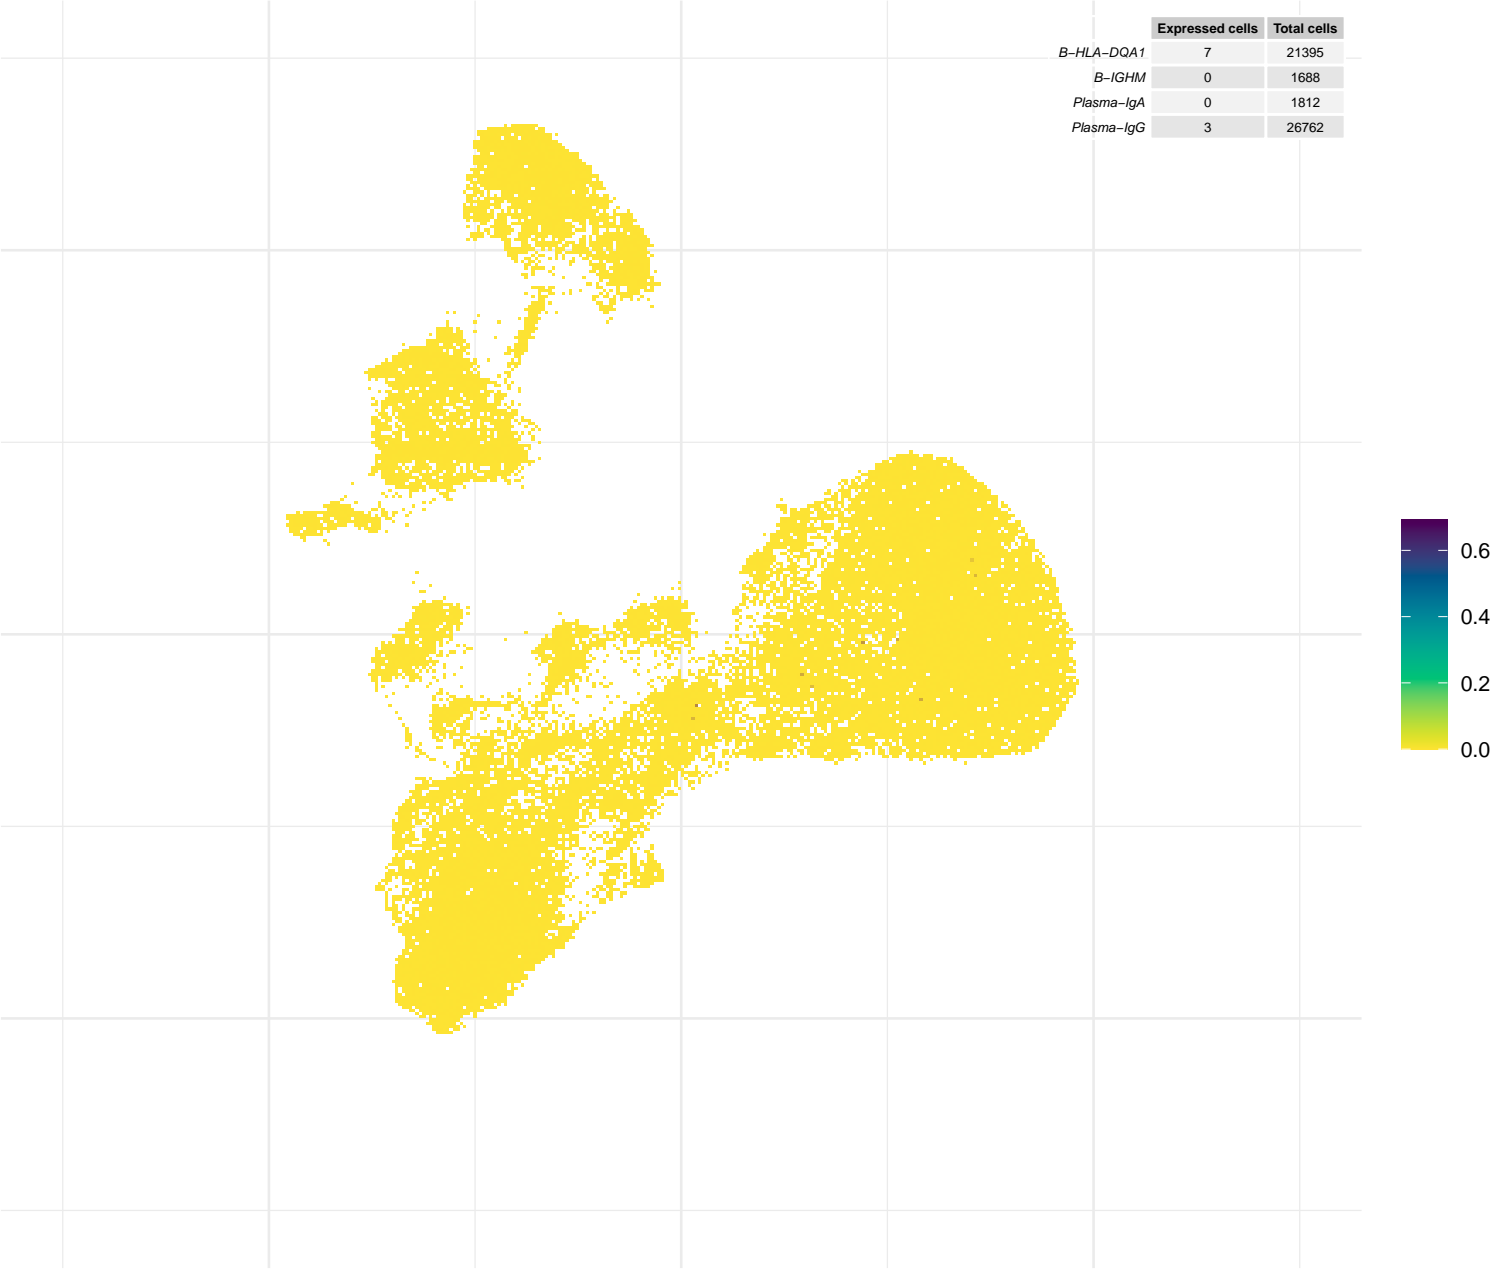 Expressed cells Total cells
B−HLA−DQA1 7 21395
B−IGHM 0 1688
Plasma−IgA 0 1812
Plasma−IgG 3 26762
0.6
0.4
0.2
0.0